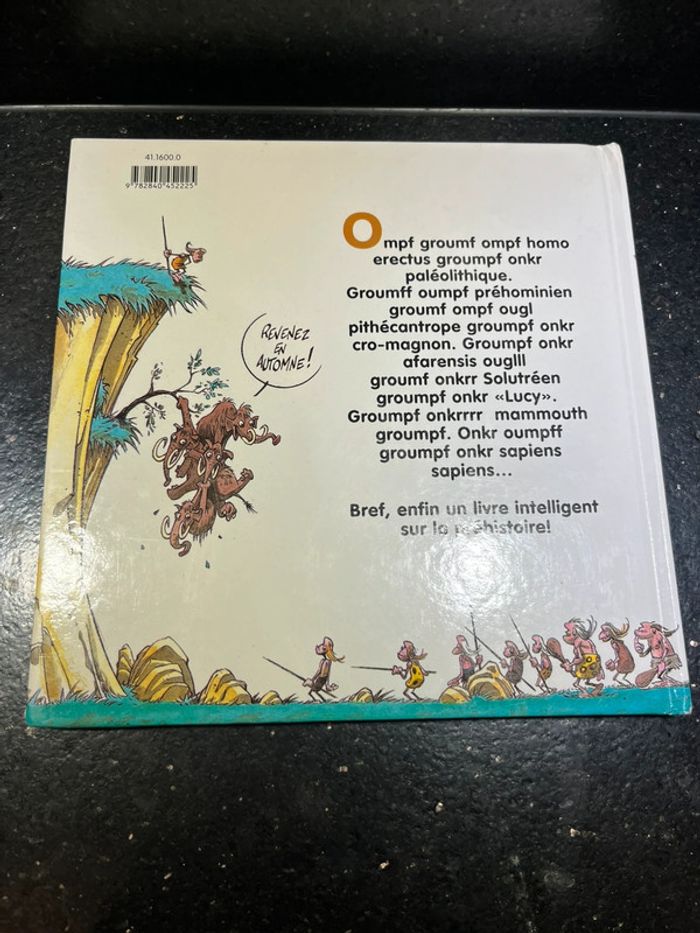 41.1600.0
9 782840 452225
Ompf groumf ompf homo
erectus groumpf onkr
paléolithique.
Groumff oumpf préhominien
groumf ompf ougl
pithécantrope groumpf onkr
cro-magnon. Groumpf onkr
afarensis ouglll
groumf onkrr Solutréen
groumpf onkr «Lucy».
Groumpf onkrrrr mammouth
groumpf. Onkr oumpff
groumpf onkr sapiens
sapiens...
Bref, enfin un livre intelligent
sur la préhistoire!
REVENEZ
EN
AUTOMNE!